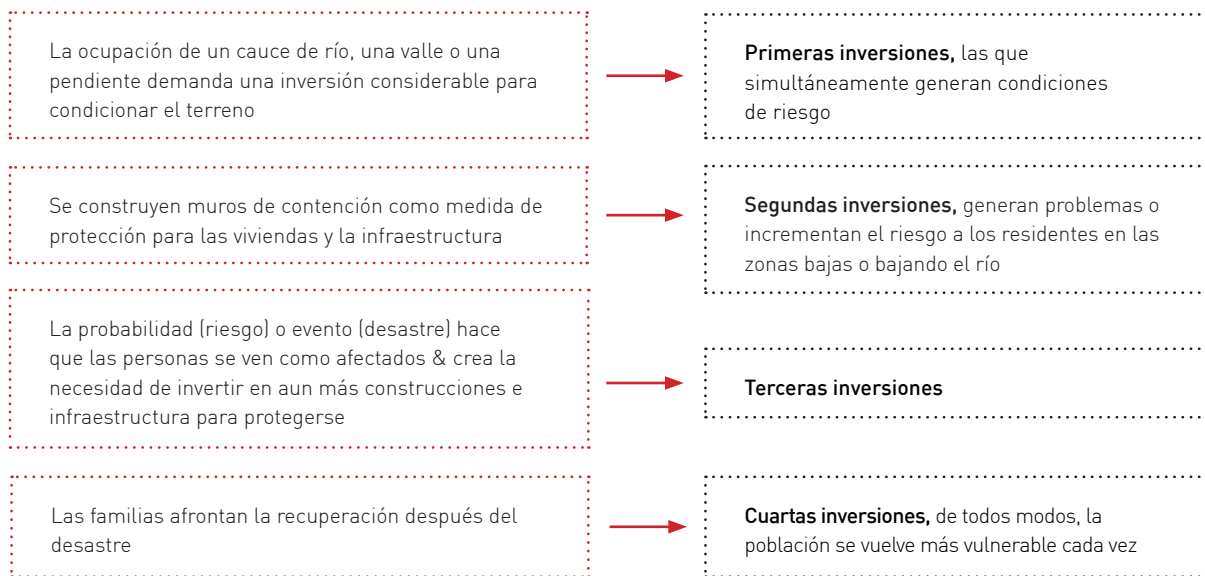 La ocupación de un cauce de río, una valle o una
pendiente demanda una inversión considerable para
condicionar el terreno
Primeras inversiones, las que
simultáneamente generan condiciones
de riesgo
Se construyen muros de contención como medida de
protección para las viviendas y la infraestructura
Segundas inversiones, generan problemas o
incrementan el riesgo a los residentes en las
zonas bajas o bajando el río
La probabilidad (riesgo) o evento (desastre) hace
que las personas se ven como afectados & crea la
necesidad de invertir en aun más construcciones e
infraestructura para protegerse
Terceras inversiones
Las familias afrontan la recuperación después del
desastre
Cuartas inversiones, de todos modos, la
población se vuelve más vulnerable cada vez